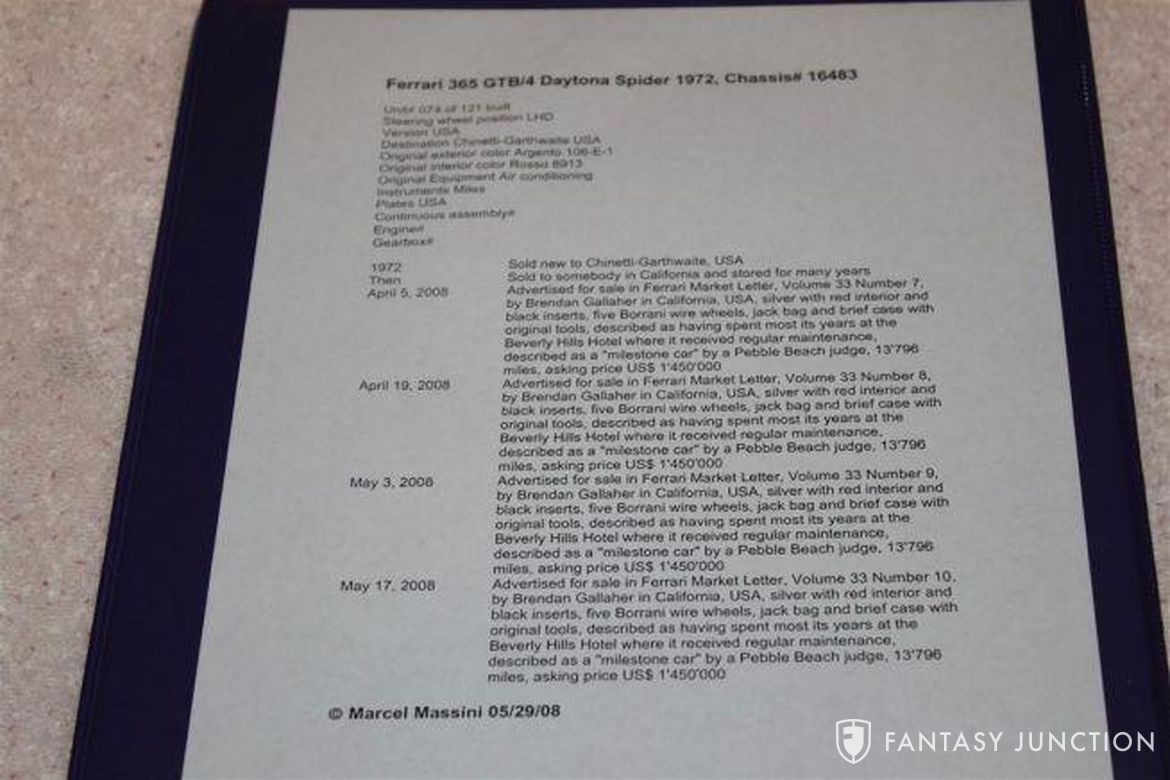 Ferrari 365 GTB/4 Daytona Spider 1972, Chassis# 16483
Unit# 074 of 121 built
Steering wheel position LHD
Version USA
Destination Chinetti-Garthwaite USA
Original exterior color Argento 106-E-1
Original interior color Rosso 8913
Original Equipment Air conditioning
Instruments Miles
Plates USA
Continuous assembly#
Engine#
Gearbox#
1972 Sold new to Chinetti-Garthwaite, USA
Then Sold to somebody in California and stored for many years
April 5, 2008 Advertised for sale in Ferrari Market Letter, Volume 33 Number 7,
by Brendan Gallaher in California, USA, silver with red interior and
black inserts, five Borrani wire wheels, jack bag and brief case with
original tools, described as having spent most its years at the
Beverly Hills Hotel where it received regular maintenance,
described as a "milestone car" by a Pebble Beach judge, 13'796
miles, asking price US$ 1'450'000
April 19, 2008 Advertised for sale in Ferrari Market Letter, Volume 33 Number 8,
by Brendan Gallaher in California, USA, silver with red interior and
black inserts, five Borrani wire wheels, jack bag and brief case with
original tools, described as having spent most its years at the
Beverly Hills Hotel where it received regular maintenance,
described as a "milestone car" by a Pebble Beach judge, 13'796
miles, asking price US$ 1'450'000
May 3, 2008 Advertised for sale in Ferrari Market Letter, Volume 33 Number 9,
by Brendan Gallaher in California, USA, silver with red interior and
black inserts, five Borrani wire wheels, jack bag and brief case with
original tools, described as having spent most its years at the
Beverly Hills Hotel where it received regular maintenance,
described as a "milestone car" by a Pebble Beach judge, 13'796
miles, asking price US$ 1'450'000
May 17, 2008 Advertised for sale in Ferrari Market Letter, Volume 33 Number 10,
by Brendan Gallaher in California, USA, silver with red interior and
black inserts, five Borrani wire wheels, jack bag and brief case with
original tools, described as having spent most its years at the
Beverly Hills Hotel where it received regular maintenance,
described as a "milestone car" by a Pebble Beach judge, 13'796
miles, asking price US$ 1'450'000
© Marcel Massini 05/29/08
FANTASY JUNCTION